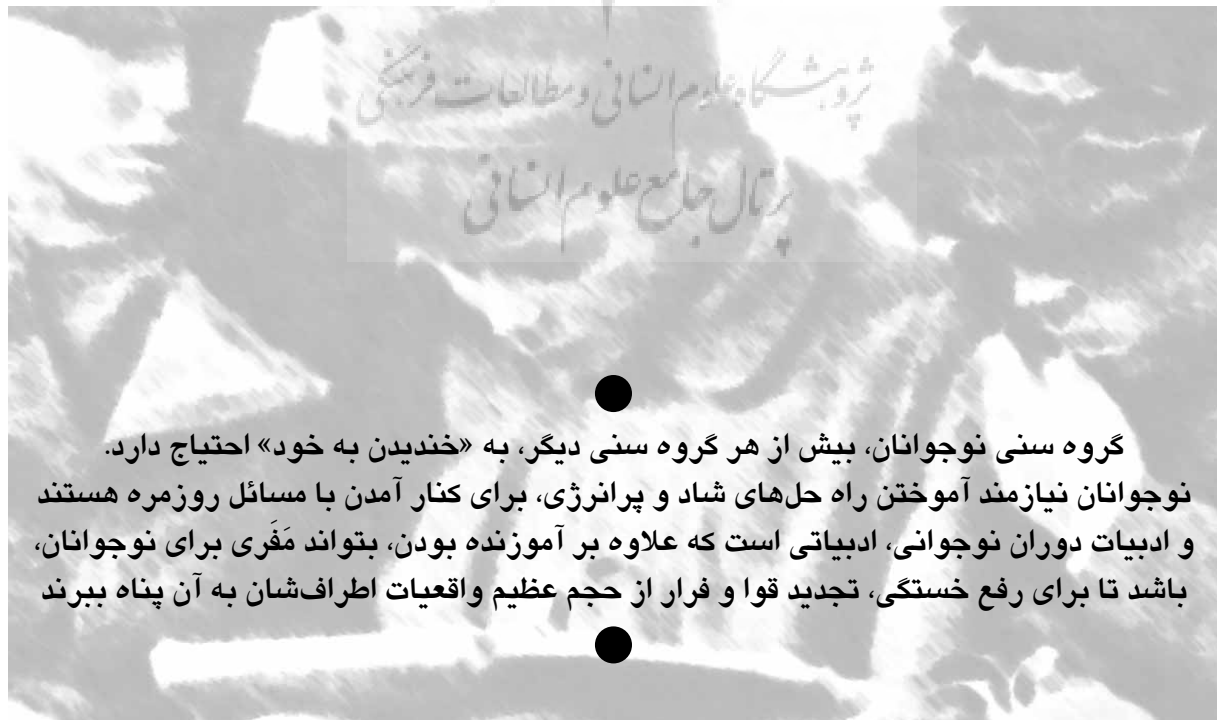 پژوهشگاه علوم انسانی و مطالعات فرهنگی
پرتال جامع علوم انسانی
گروه سنی نوجوانان، بیش از هر گروه سنی دیگر، به «خندیدن به خود» احتیاج دارد.
نوجوانان نیازمند آموختن راه حل‌های شاد و پرانرژی، برای کنار آمدن با مسائل روزمره هستند
و ادبیات دوران نوجوانی، ادبیاتی است که علاوه بر آموزنده بودن، بتواند مَفَری برای نوجوانان،
باشد تا برای رفع خستگی، تجدید قوا و فرار از حجم عظیم واقعیات اطراف‌شان به آن پناه ببرند